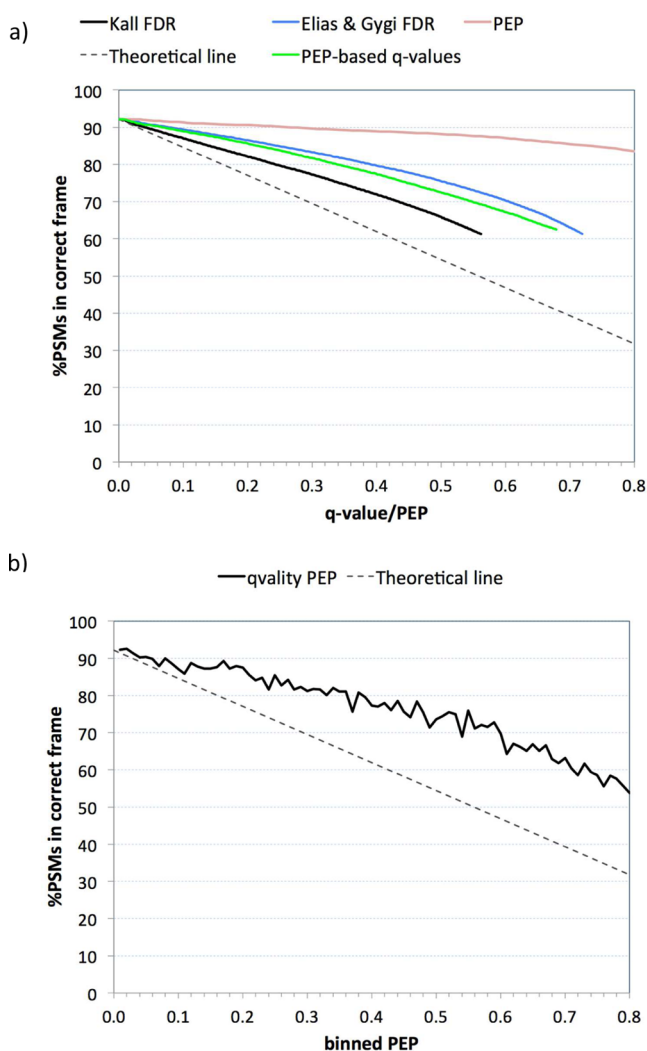 a)
Kall FDR Elias & Gygi FDR PEP
Theoretical line PEP-based q-values
%PSMs in correct frame
100
90
80
70
60
50
40
30
20
10
0
0.0 0.1 0.2 0.3 0.4 0.5 0.6 0.7 0.8
q-value/PEP
b)
qvality PEP Theoretical line
%PSMs in correct frame
100
90
80
70
60
50
40
30
20
10
0
0.0 0.1 0.2 0.3 0.4 0.5 0.6 0.7 0.8
binned PEP